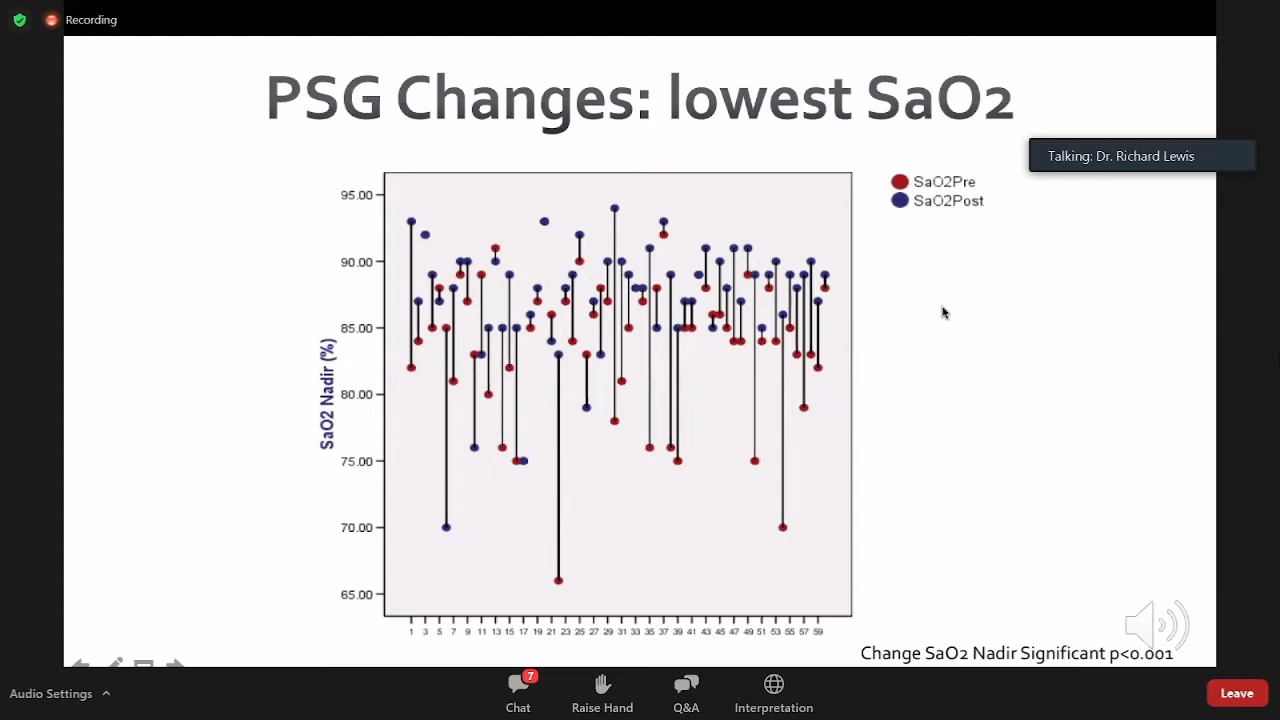 Recording
PSG Changes: lowest SaO2
Talking: Dr. Richard Lewis
SaO2Pre
SaO2Post
95.00
90.00
85.00
80.00
75.00
70.00
65.00
SaO2 Nadir (%)
1 3 5 7 9 11 13 15 17 19 21 23 25 27 29 31 33 35 37 39 41 43 45 47 49 51 53 55 57 59
Change SaO2 Nadir Significant p<0.001
Audio Settings
7
Chat
Raise Hand
Q&A
Interpretation
Leave